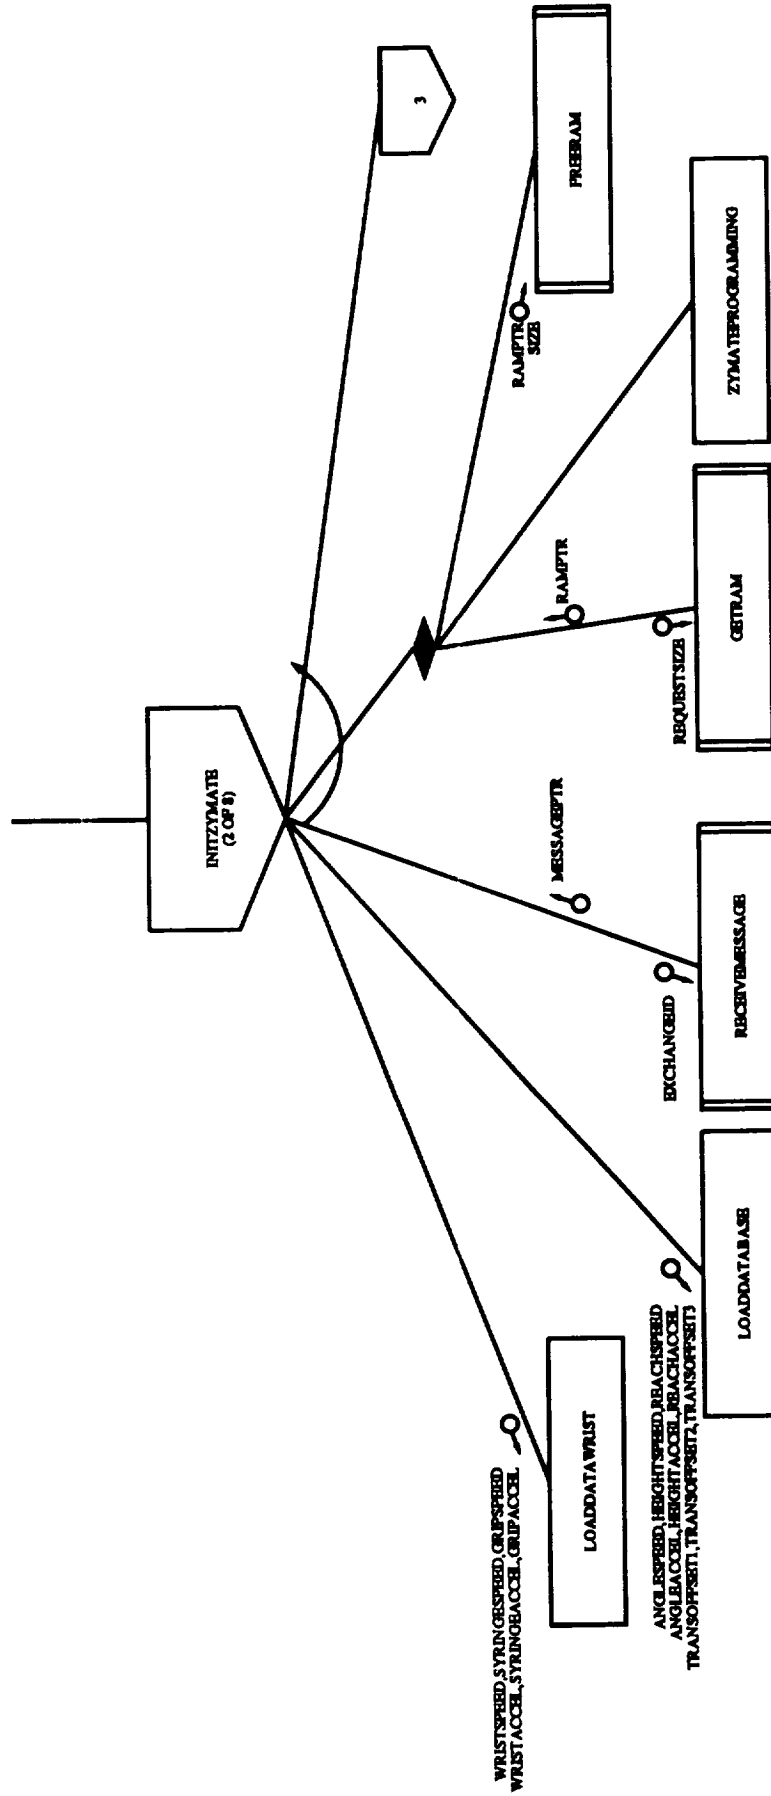 INITZYMATE
(2 OF 8)
3
WRISTSPEED,SYRINGESPEED,GRIPSPEED
WRISTACCEL,SYRINGEACCEL,GRIPACCEL
LOADDATAWRIST
ANGLESPEED,HEIGHTSPEED,REACHSPEED
ANGLEACCEL,HEIGHTACCEL,REACHACCEL
TRANSOFFSET1,TRANSOFFSET2,TRANSOFFSET3
LOADDATABASE
MESSAGEPTR
EXCHANGEID
RECEIVEMESSAGE
RAMPTR
REQUESTSIZE
GETRAM
ZYMATEPROGRAMMING
RAMPTR
SIZE
FREERAM